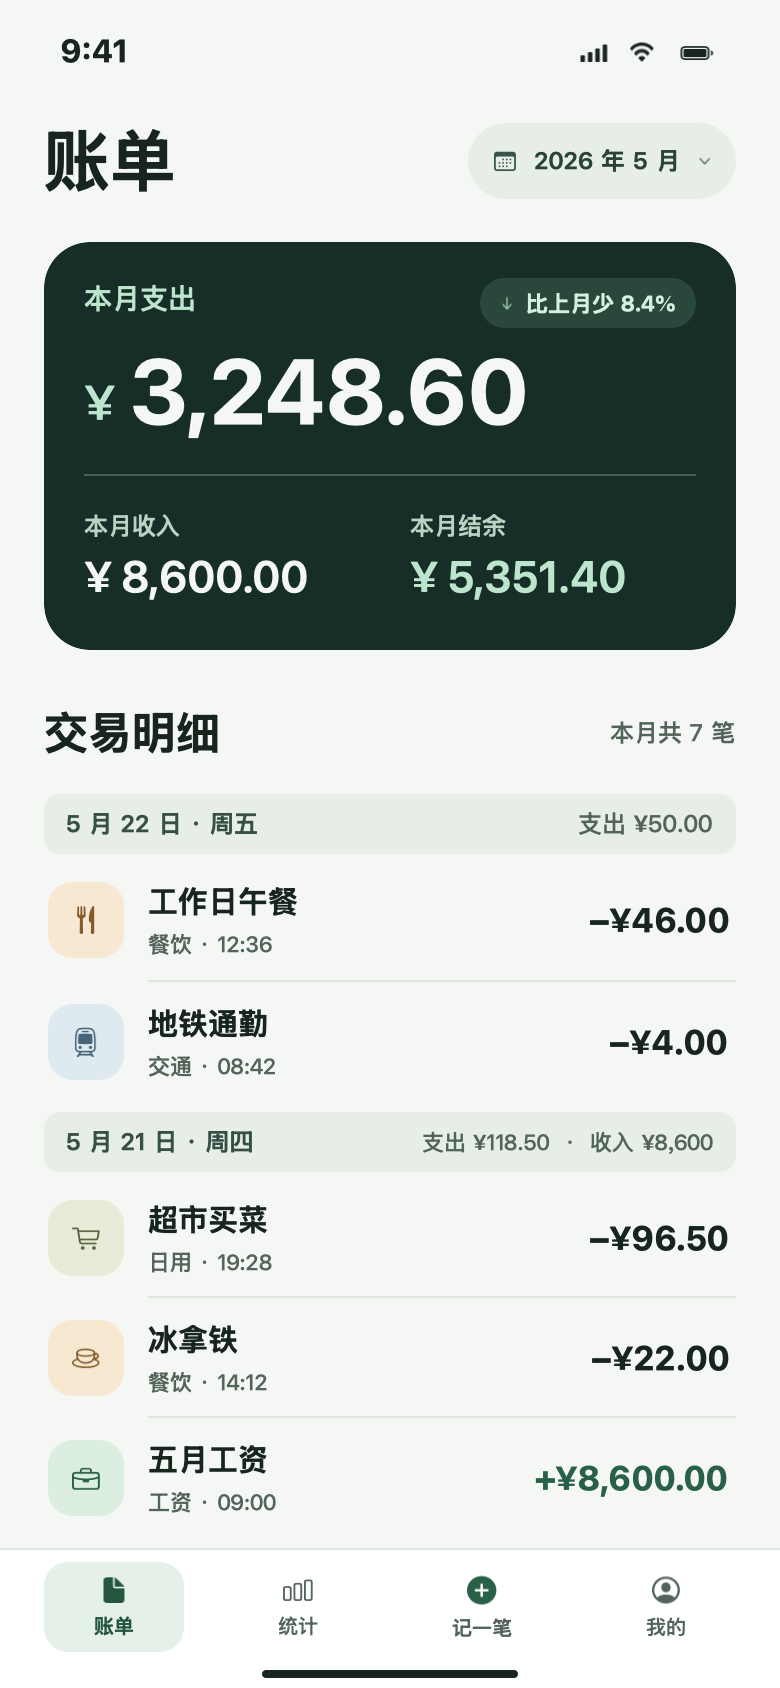 9:41
账单
2026 年 5 月
本月支出
↓ 比上月少 8.4%
¥ 3,248.60
本月收入
本月结余
¥ 8,600.00
¥ 5,351.40
交易明细
本月共 7 笔
5 月 22 日 · 周五
支出 ¥50.00
工作日午餐
餐饮 · 12:36
−¥46.00
地铁通勤
交通 · 08:42
−¥4.00
5 月 21 日 · 周四
支出 ¥118.50 · 收入 ¥8,600
超市买菜
日用 · 19:28
−¥96.50
冰拿铁
餐饮 · 14:12
−¥22.00
五月工资
工资 · 09:00
+¥8,600.00
账单
统计
记一笔
我的